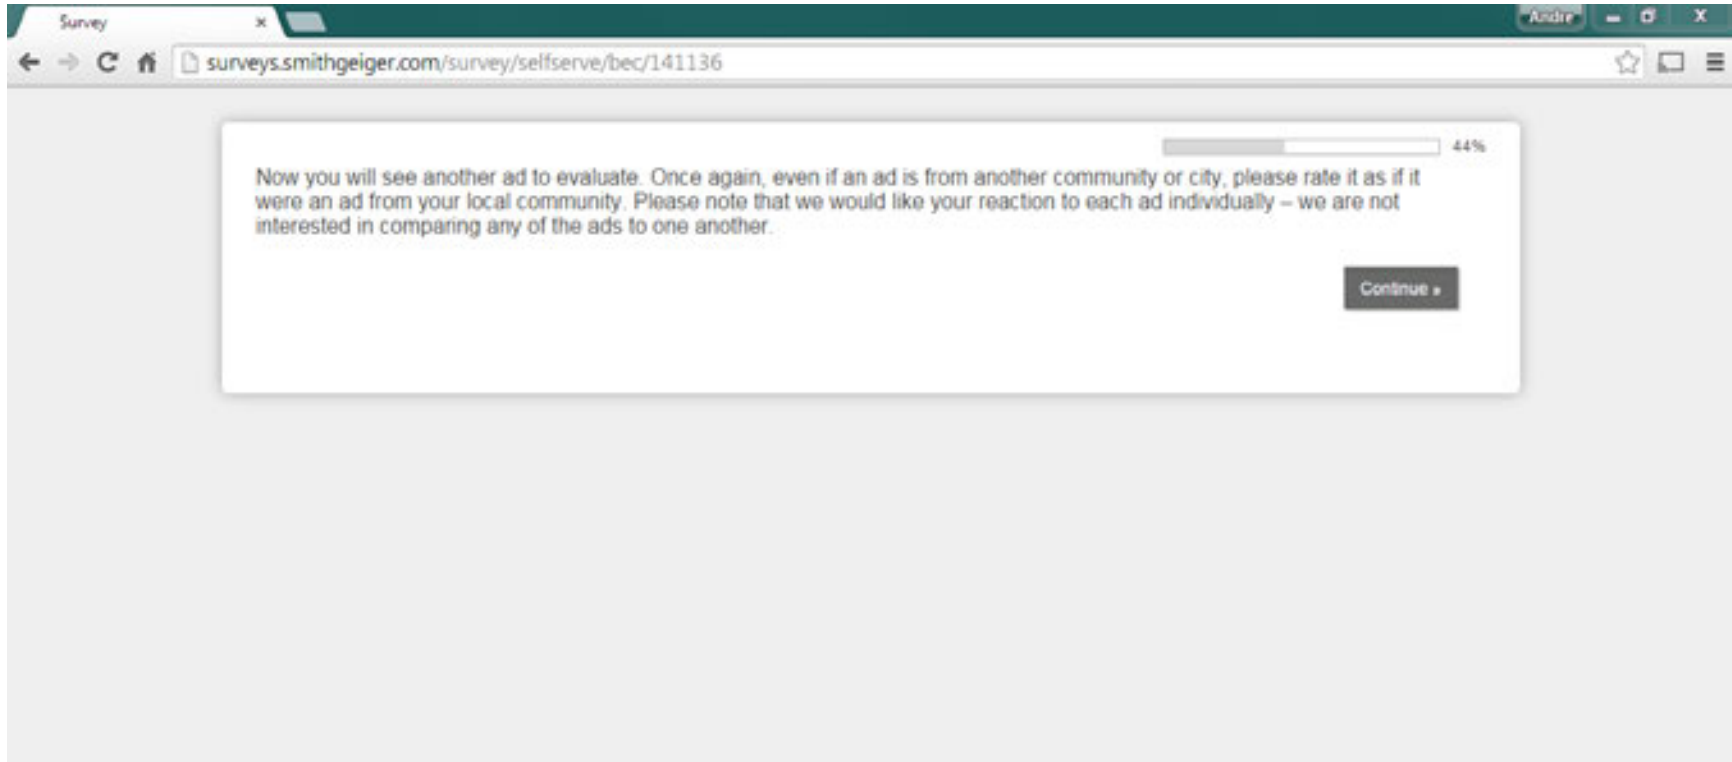 Survey
Andre
surveys.smithgeiger.com/survey/selfserve/bec/141136
44%
Now you will see another ad to evaluate. Once again, even if an ad is from another community or city, please rate it as if it
were an ad from your local community. Please note that we would like your reaction to each ad individually – we are not
interested in comparing any of the ads to one another.
Continue »